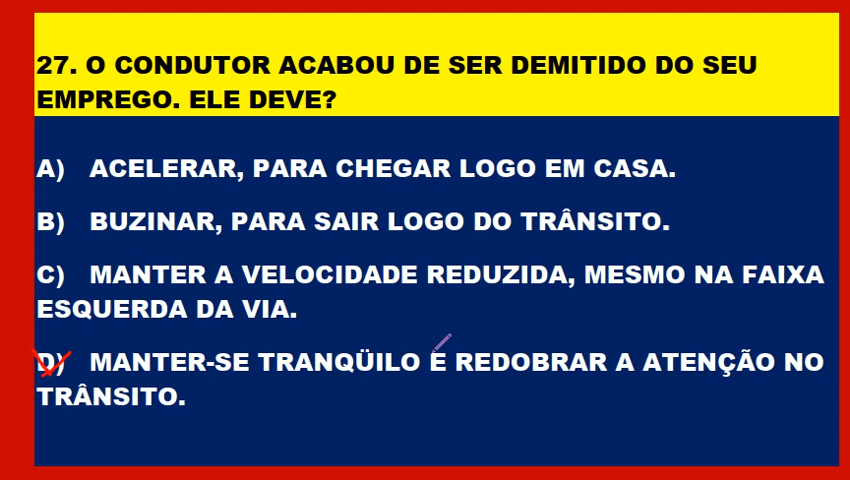 27. O CONDUTOR ACABOU DE SER DEMITIDO DO SEU
EMPREGO. ELE DEVE?
A) ACELERAR, PARA CHEGAR LOGO EM CASA.
B) BUZINAR, PARA SAIR LOGO DO TRÂNSITO.
C) MANTER A VELOCIDADE REDUZIDA, MESMO NA FAIXA
ESQUERDA DA VIA.
D) MANTER-SE TRANQÜILO E REDOBRAR A ATENÇÃO NO
TRÂNSITO.